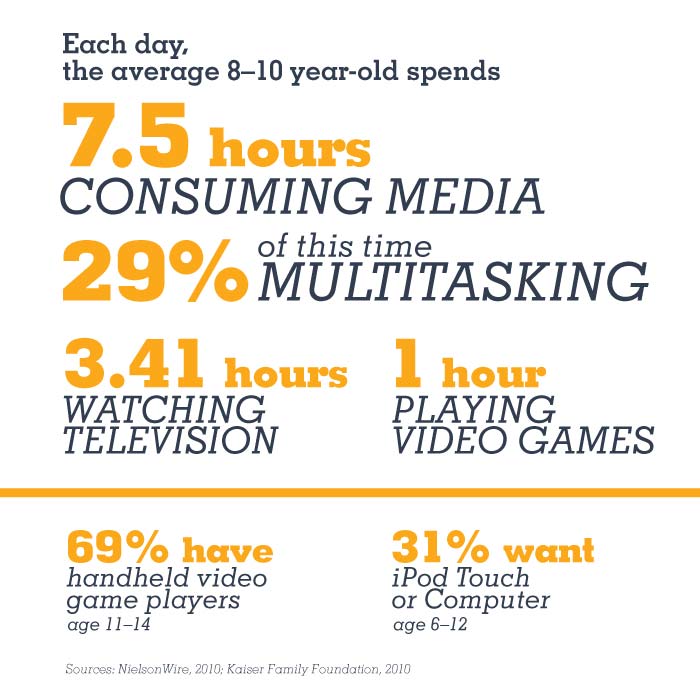 Each day,
the average 8–10 year-old spends
7.5 hours
CONSUMING MEDIA
29% of this time
MULTITASKING
3.41 hours
WATCHING
TELEVISION
1 hour
PLAYING
VIDEO GAMES
69% have
handheld video
game players
age 11–14
31% want
iPod Touch
or Computer
age 6–12
Sources: NielsonWire, 2010; Kaiser Family Foundation, 2010